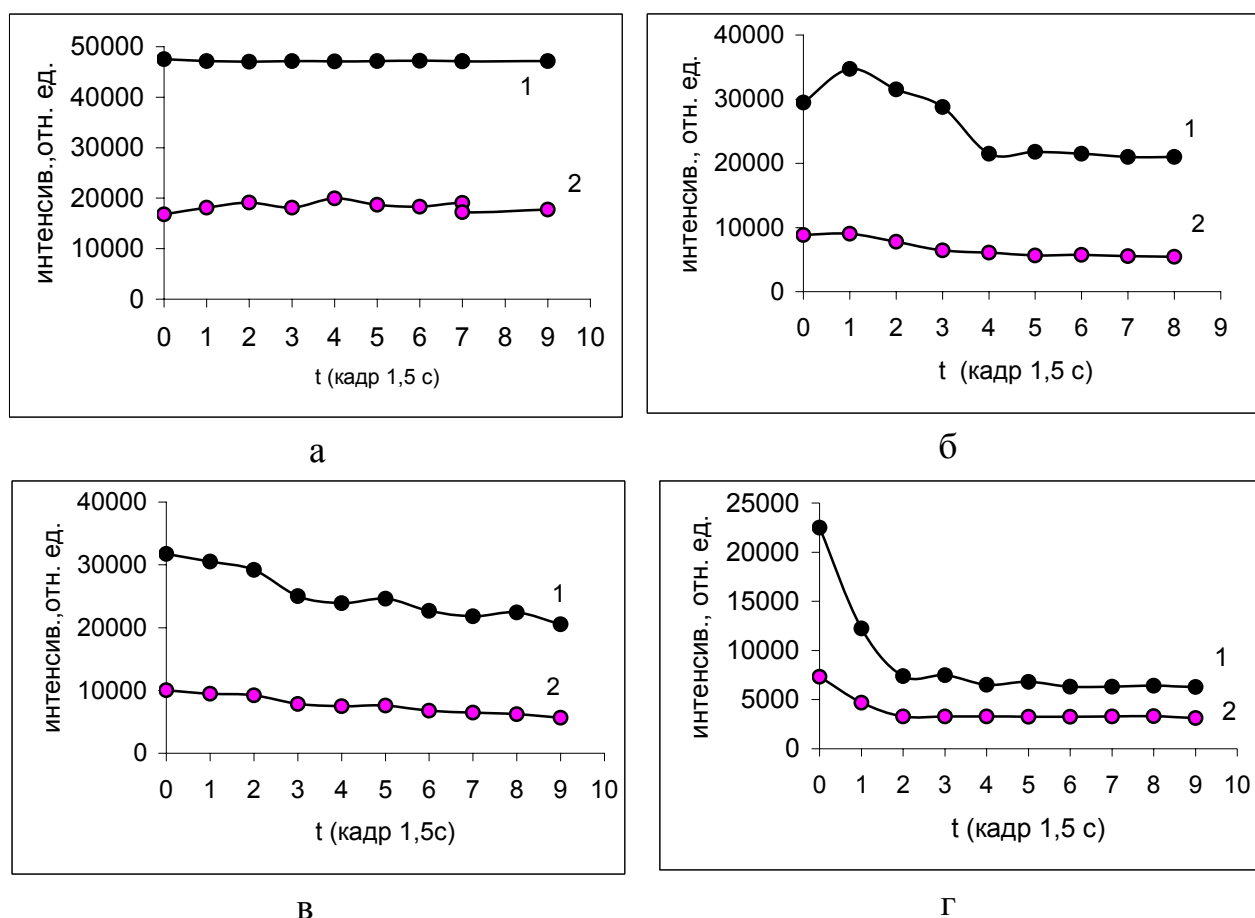 интенсив.,отн. ед.
50000
40000
30000
20000
10000
0
1
2
0 1 2 3 4 5 6 7 8 9 10
t (кадр 1,5 с)
а
интенсив., отн. ед.
40000
30000
20000
10000
0
1
2
0 1 2 3 4 5 6 7 8 9
t (кадр 1,5 с)
б
интенсив.,отн. ед.
40000
30000
20000
10000
0
1
2
0 1 2 3 4 5 6 7 8 9 10
t (кадр 1,5с)
в
интенсив., отн. ед.
25000
20000
15000
10000
5000
0
1
2
0 1 2 3 4 5 6 7 8 9 10
t (кадр 1,5 с)
г